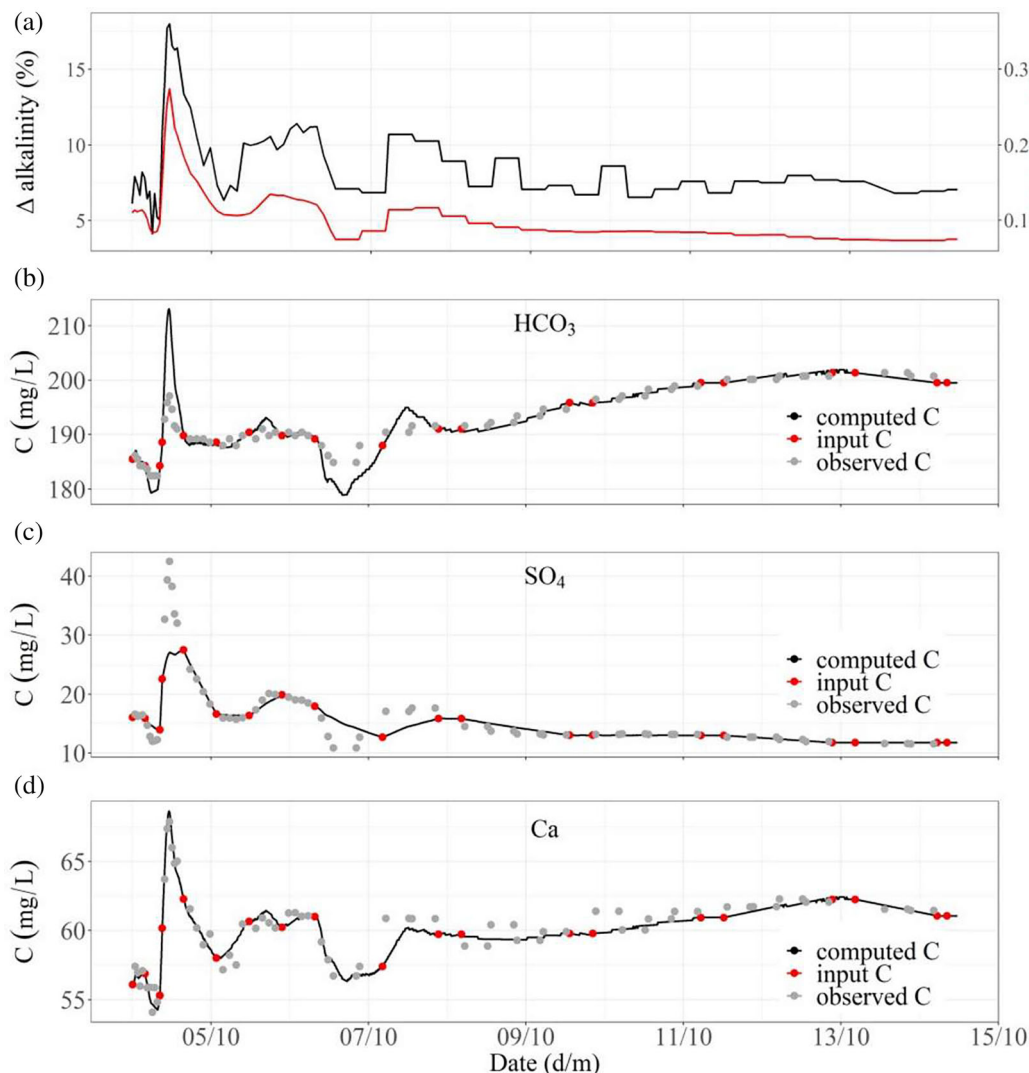 (a)
Δ alkalinity (%)
15
10
5
0.3
0.2
0.1
(b)
HCO₃
C (mg/L)
210
200
190
180
computed C
input C
observed C
(c)
SO₄
C (mg/L)
40
30
20
10
computed C
input C
observed C
(d)
Ca
C (mg/L)
65
60
55
computed C
input C
observed C
05/10 07/10 09/10 11/10 13/10 15/10
Date (d/m)